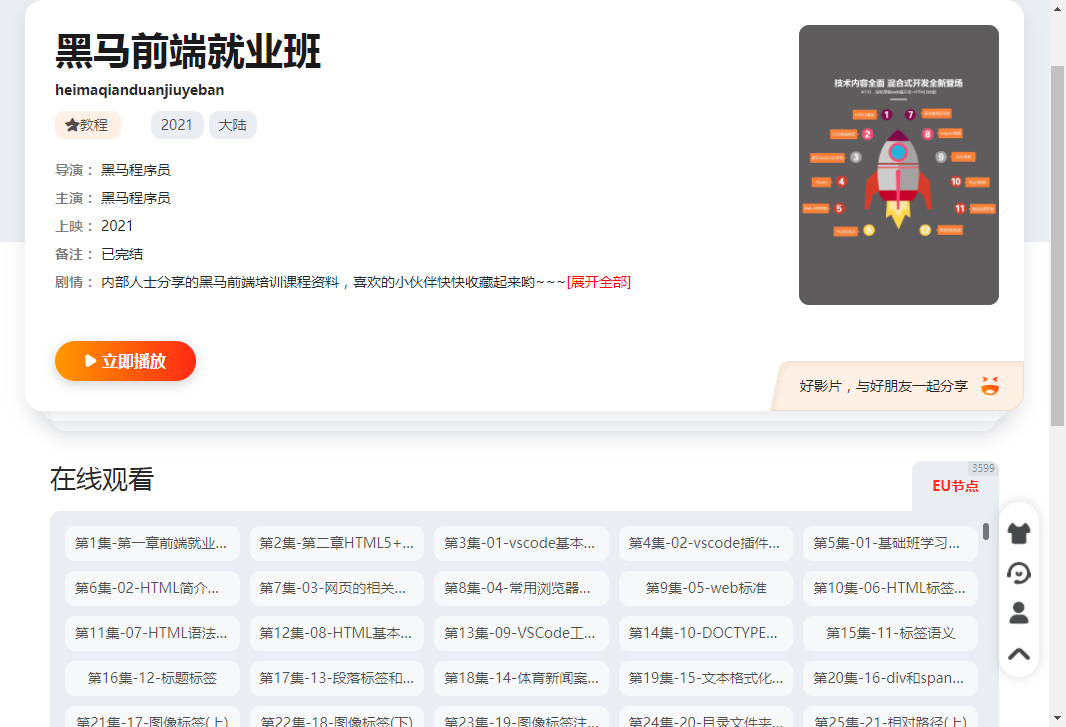 黑马前端就业班
heimaqianduanjiuyeban
教程 2021 大陆
导演： 黑马程序员
主演： 黑马程序员
上映： 2021
备注： 已完结
剧情： 内部人士分享的黑马前端培训课程资料，喜欢的小伙伴快快收藏起来哟~~~[展开全部]
立即播放
技术内容全面 混合式开发全新登场
1 7
2 8
3 9
4 10
5 11
6 12
好影片，与好朋友一起分享
在线观看
3599
EU节点
第1集-第一章前端就业... 第2集-第二章HTML5+... 第3集-01-vscode基本... 第4集-02-vscode插件... 第5集-01-基础班学习...
第6集-02-HTML简介... 第7集-03-网页的相关... 第8集-04-常用浏览器... 第9集-05-web标准 第10集-06-HTML标签...
第11集-07-HTML语法... 第12集-08-HTML基本... 第13集-09-VSCode工... 第14集-10-DOCTYPE... 第15集-11-标签语义
第16集-12-标题标签 第17集-13-段落标签和... 第18集-14-体育新闻案... 第19集-15-文本格式化... 第20集-16-div和span...
第21集-17-图像标签(上) 第22集-18-图像标签(下) 第23集-19-图像标签注... 第24集-20-目录文件夹... 第25集-21-相对路径(上)